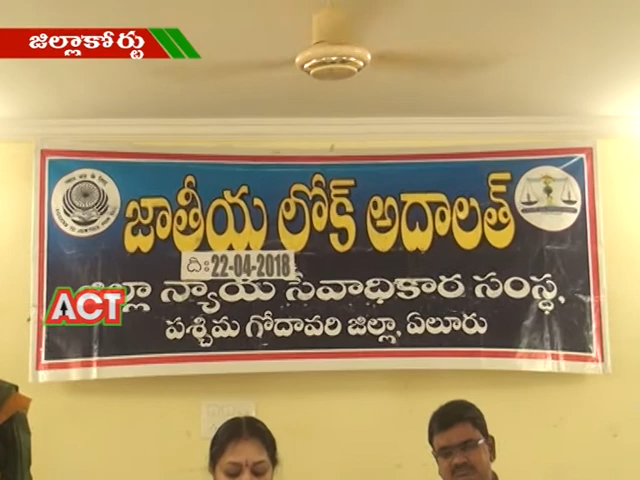 జిల్లాకోర్టు
జాతీయ లోక్ అదాలత్
ది: 22-04-2018
జిల్లా న్యాయ సేవాధికార సంస్థ,
ACT
పశ్చిమ గోదావరి జిల్లా, ఏలూరు